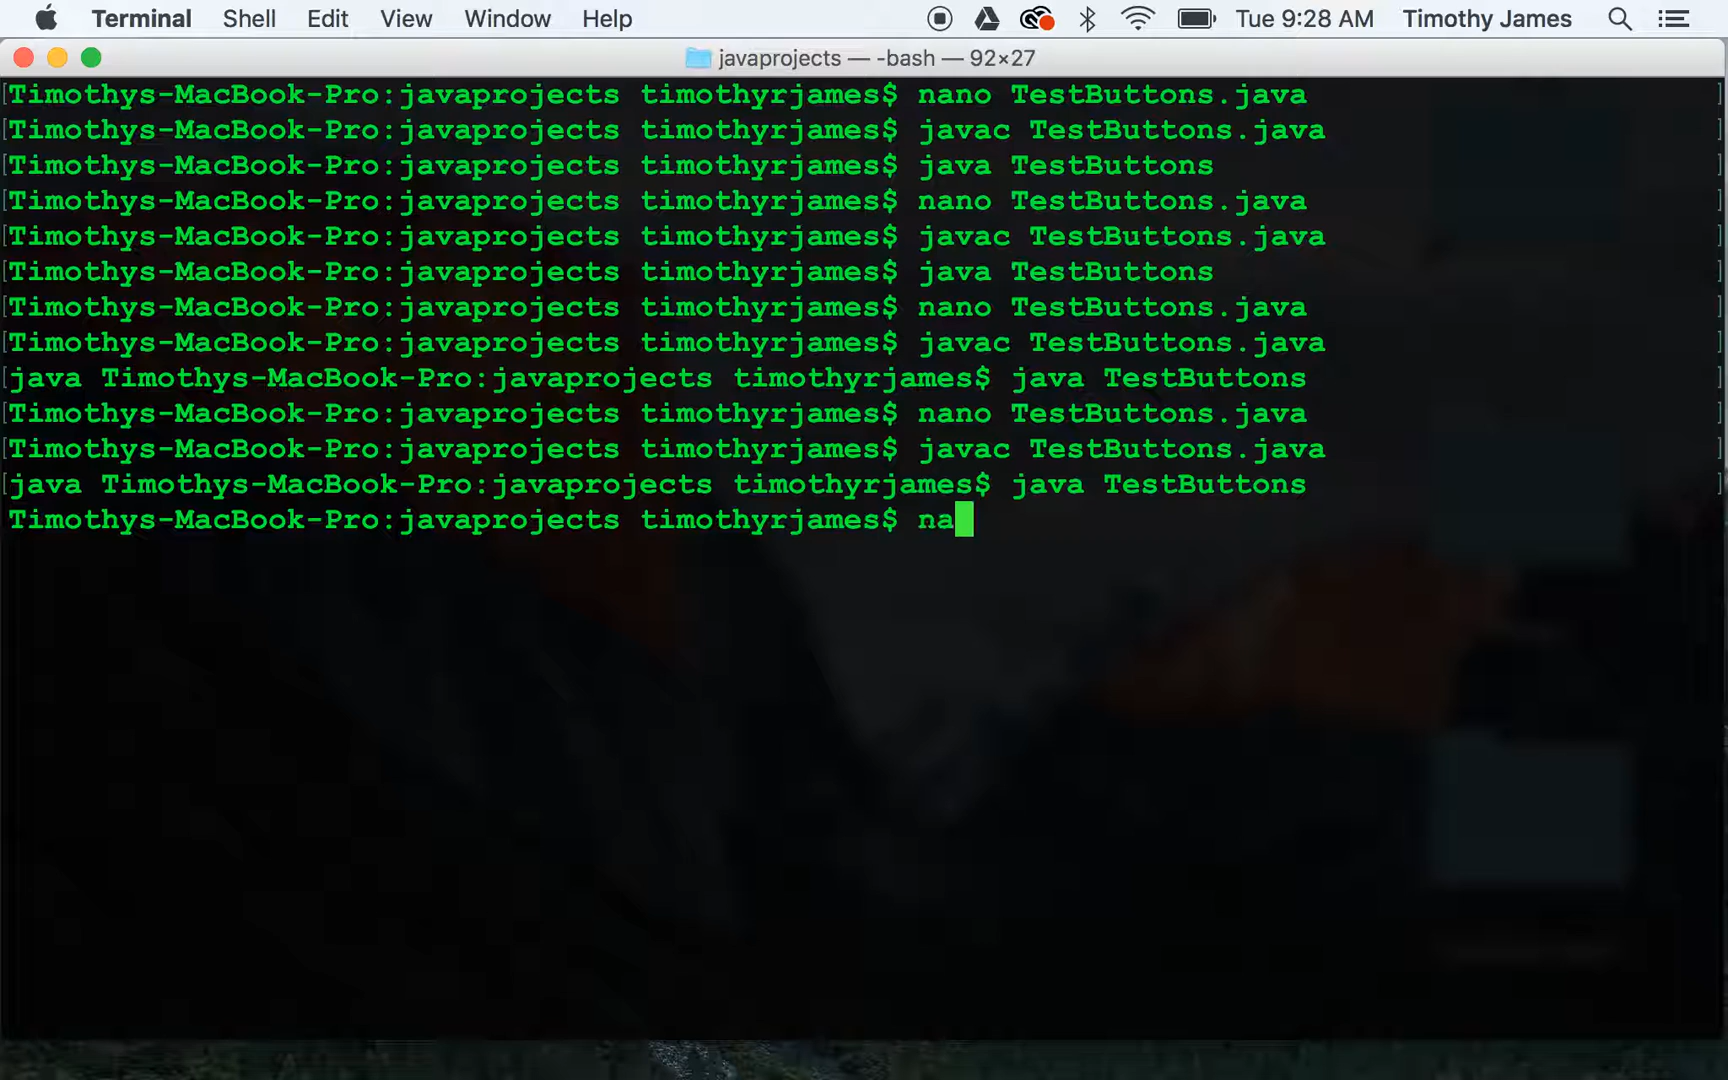 Terminal Shell Edit View Window Help Tue 9:28 AM Timothy James
javaprojects — -bash — 92×27
[Timothys-MacBook-Pro:javaprojects timothyrjames$ nano TestButtons.java ]
[Timothys-MacBook-Pro:javaprojects timothyrjames$ javac TestButtons.java ]
[Timothys-MacBook-Pro:javaprojects timothyrjames$ java TestButtons ]
[Timothys-MacBook-Pro:javaprojects timothyrjames$ nano TestButtons.java ]
[Timothys-MacBook-Pro:javaprojects timothyrjames$ javac TestButtons.java ]
[Timothys-MacBook-Pro:javaprojects timothyrjames$ java TestButtons ]
[Timothys-MacBook-Pro:javaprojects timothyrjames$ nano TestButtons.java ]
[Timothys-MacBook-Pro:javaprojects timothyrjames$ javac TestButtons.java ]
[java Timothys-MacBook-Pro:javaprojects timothyrjames$ java TestButtons ]
[Timothys-MacBook-Pro:javaprojects timothyrjames$ nano TestButtons.java ]
[Timothys-MacBook-Pro:javaprojects timothyrjames$ javac TestButtons.java ]
[java Timothys-MacBook-Pro:javaprojects timothyrjames$ java TestButtons ]
Timothys-MacBook-Pro:javaprojects timothyrjames$ na